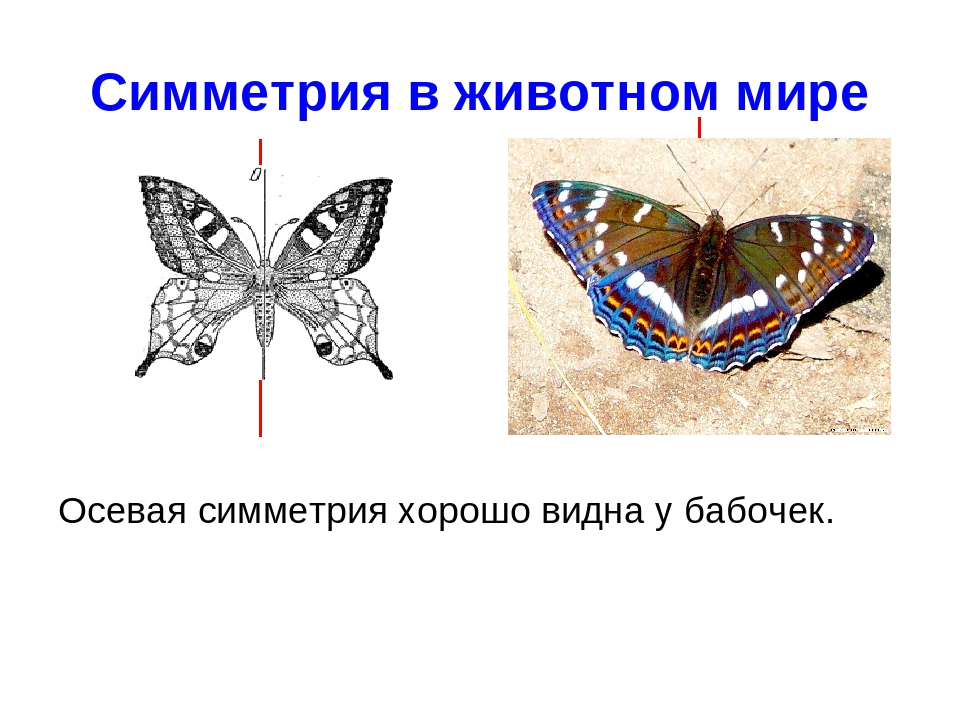 Симметрия в животном мире
Осевая симметрия хорошо видна у бабочек.